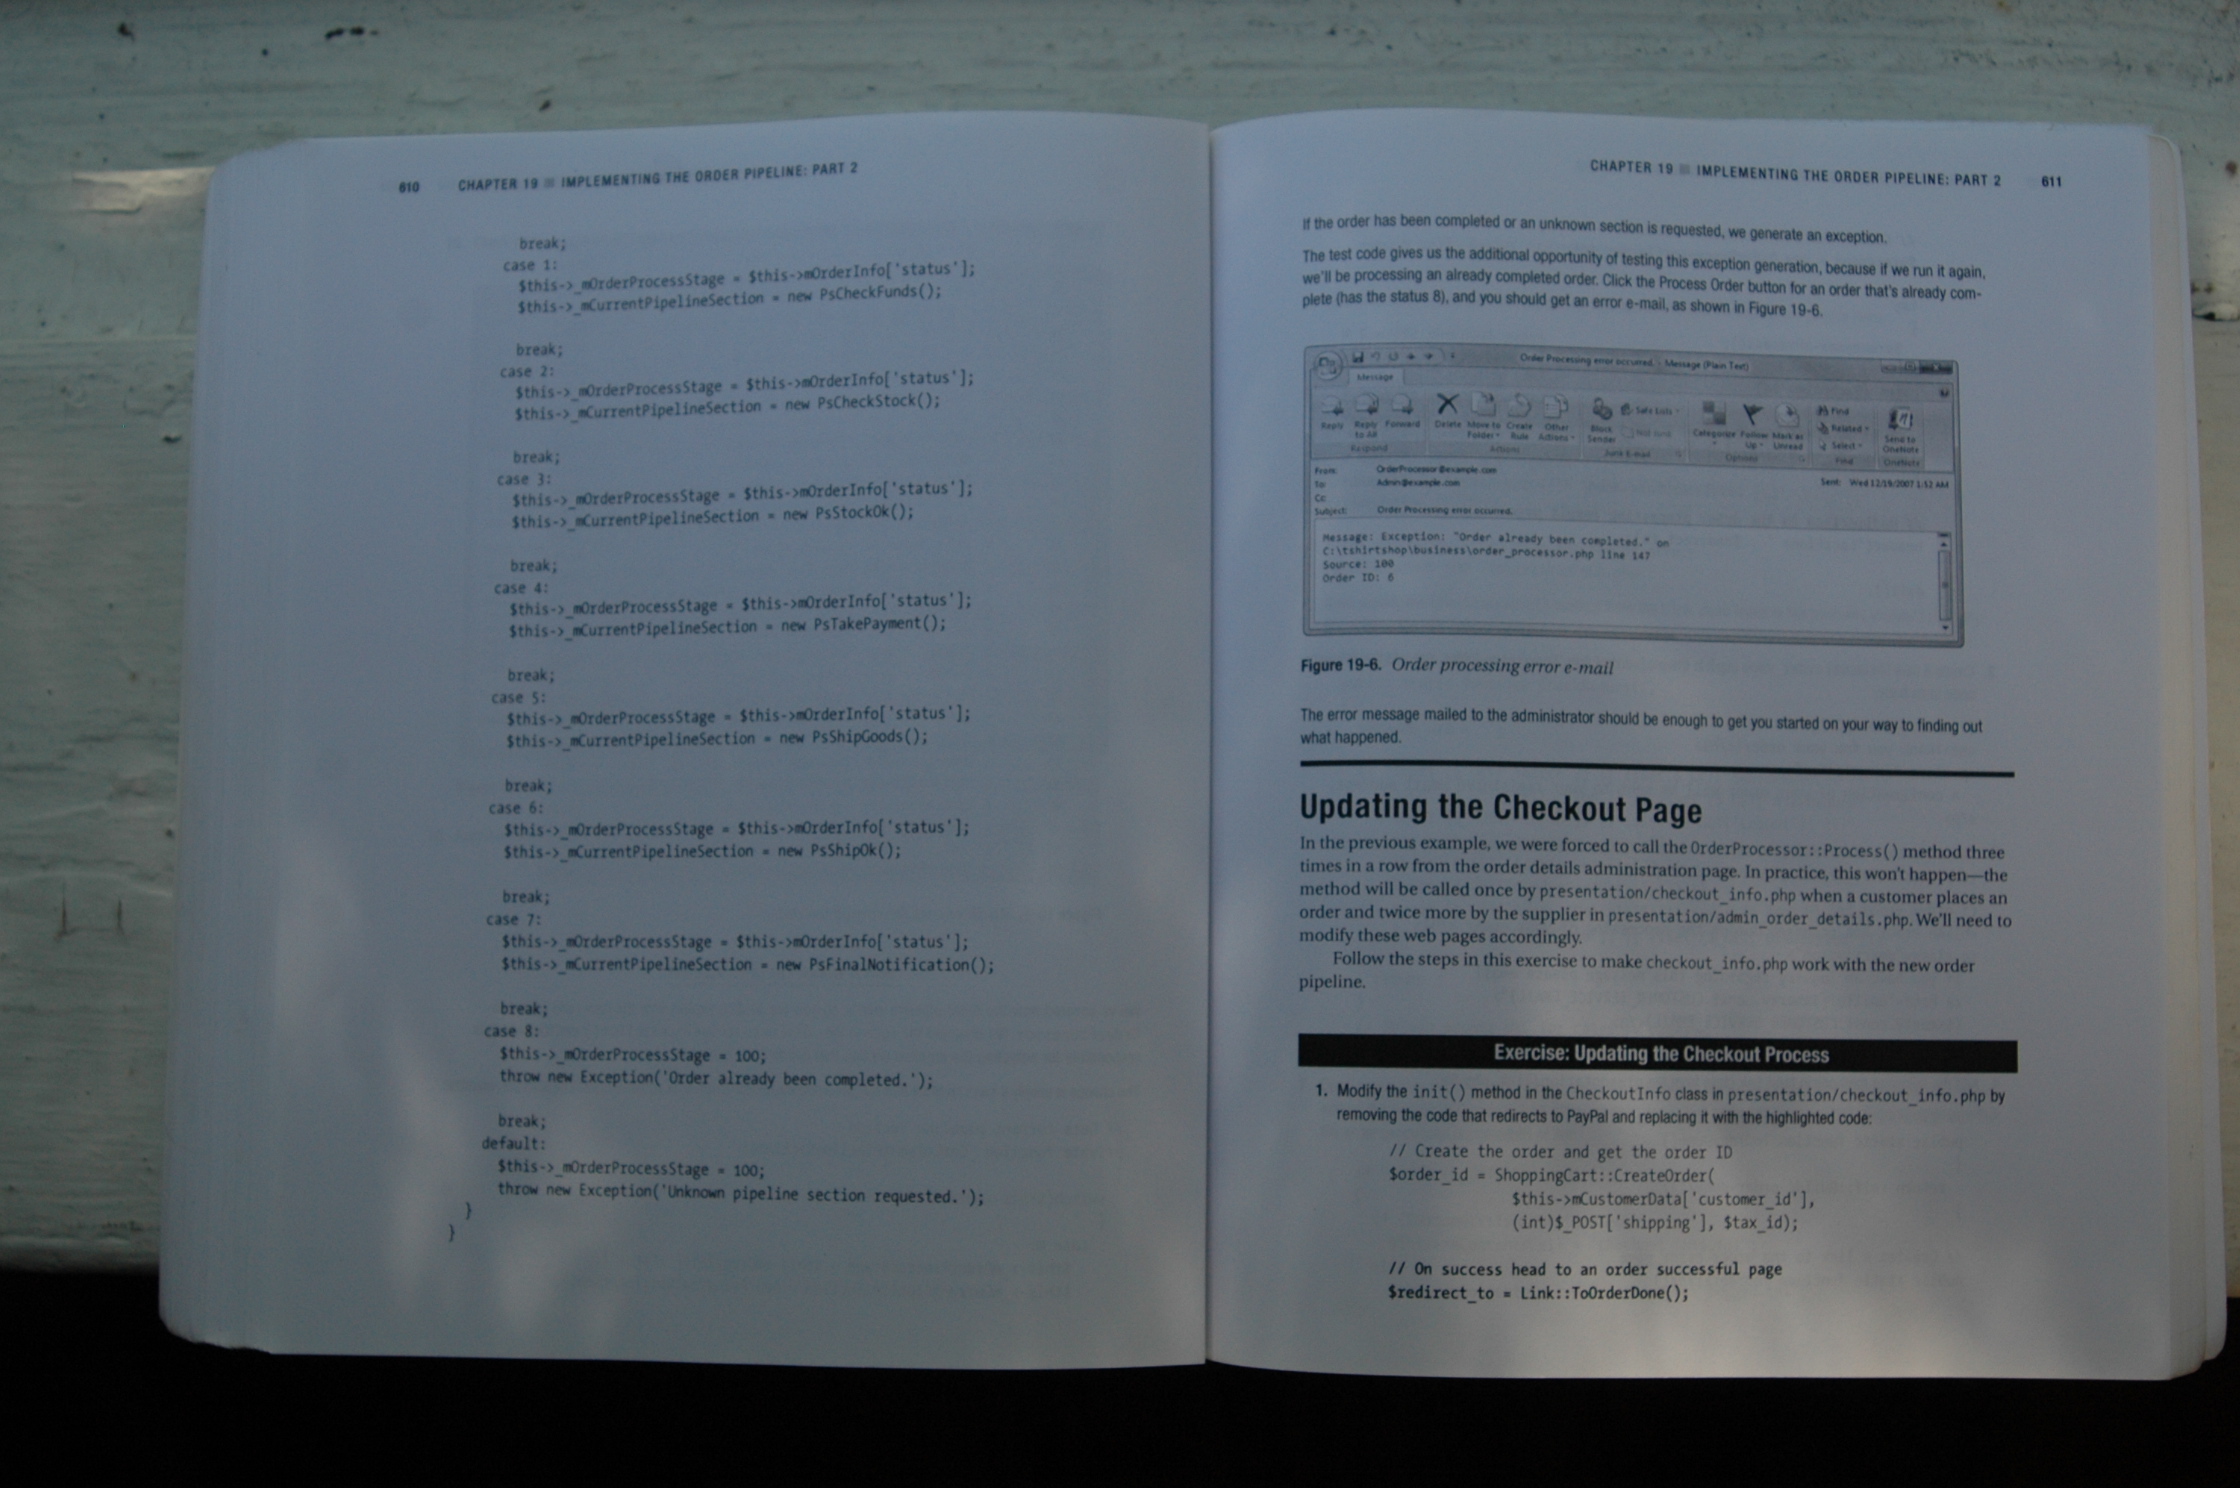 610 CHAPTER 19 ■ IMPLEMENTING THE ORDER PIPELINE: PART 2
break;
case 1:
$this->_mOrderProcessStage = $this->mOrderInfo['status'];
$this->_mCurrentPipelineSection = new PsCheckFunds();
break;
case 2:
$this->_mOrderProcessStage = $this->mOrderInfo['status'];
$this->_mCurrentPipelineSection = new PsCheckStock();
break;
case 3:
$this->_mOrderProcessStage = $this->mOrderInfo['status'];
$this->_mCurrentPipelineSection = new PsStockOk();
break;
case 4:
$this->_mOrderProcessStage = $this->mOrderInfo['status'];
$this->_mCurrentPipelineSection = new PsTakePayment();
break;
case 5:
$this->_mOrderProcessStage = $this->mOrderInfo['status'];
$this->_mCurrentPipelineSection = new PsShipGoods();
break;
case 6:
$this->_mOrderProcessStage = $this->mOrderInfo['status'];
$this->_mCurrentPipelineSection = new PsShipOk();
break;
case 7:
$this->_mOrderProcessStage = $this->mOrderInfo['status'];
$this->_mCurrentPipelineSection = new PsFinalNotification();
break;
case 8:
$this->_mOrderProcessStage = 100;
throw new Exception('Order already been completed.');
break;
default:
$this->_mOrderProcessStage = 100;
throw new Exception('Unknown pipeline section requested.');
}
}
CHAPTER 19 ■ IMPLEMENTING THE ORDER PIPELINE: PART 2 611
If the order has been completed or an unknown section is requested, we generate an exception.
The test code gives us the additional opportunity of testing this exception generation, because if we run it again,
we'll be processing an already completed order. Click the Process Order button for an order that's already com-
plete (has the status 8), and you should get an error e-mail, as shown in Figure 19-6.
Order Processing error occurred. - Message (Plain Text)
Message
Reply Reply to All Forward Delete Move to Folder Create Rule Other Actions Block Sender Safe Lists Categorize Follow Up Mark as Unread Find Related Select Send to OneNote
Respond Actions Junk E-mail Options Find OneNote
From: OrderProcessor@example.com Sent: Wed 12/19/2007 1:52 AM
To: Admin@example.com
Cc:
Subject: Order Processing error occurred.
Message: Exception: "Order already been completed." on
C:\tshirtshop\business\order_processor.php line 147
Source: 100
Order ID: 6
Figure 19-6. Order processing error e-mail
The error message mailed to the administrator should be enough to get you started on your way to finding out
what happened.
Updating the Checkout Page
In the previous example, we were forced to call the OrderProcessor::Process() method three
times in a row from the order details administration page. In practice, this won't happen—the
method will be called once by presentation/checkout_info.php when a customer places an
order and twice more by the supplier in presentation/admin_order_details.php. We'll need to
modify these web pages accordingly.
Follow the steps in this exercise to make checkout_info.php work with the new order
pipeline.
Exercise: Updating the Checkout Process
1. Modify the init() method in the CheckoutInfo class in presentation/checkout_info.php by
removing the code that redirects to PayPal and replacing it with the highlighted code:
// Create the order and get the order ID
$order_id = ShoppingCart::CreateOrder(
$this->mCustomerData['customer_id'],
(int)$_POST['shipping'], $tax_id);
// On success head to an order successful page
$redirect_to = Link::ToOrderDone();